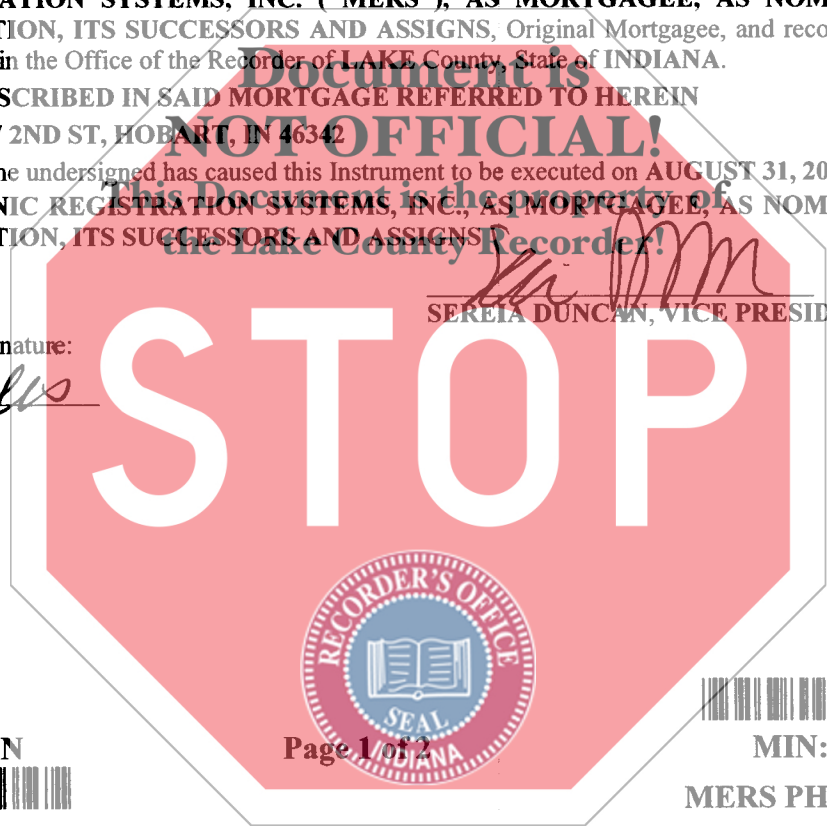 ATION SYSTEMS, INC. ("MERS"), AS MORTGAGEE, AS NOM
TION, ITS SUCCESSORS AND ASSIGNS, Original Mortgagee, and reco
in the Office of the Recorder of LAKE County, State of INDIANA.
Document is
SCRIBED IN SAID MORTGAGE REFERRED TO HEREIN
2ND ST, HOBART, IN 46342
NOT OFFICIAL!
he undersigned has caused this Instrument to be executed on AUGUST 31, 20
This Document is the property of
NIC REGISTRATION SYSTEMS, INC., AS MORTGAGEE, AS NOM
TION, ITS SUCCESSORS AND ASSIGNS
the Lake County Recorder!
SEREIA DUNCAN, VICE PRESID
nature:
STOP
RECORDER'S OFFICE
SEAL
INDIANA
N
Page 1 of 2
MIN:
MERS PH